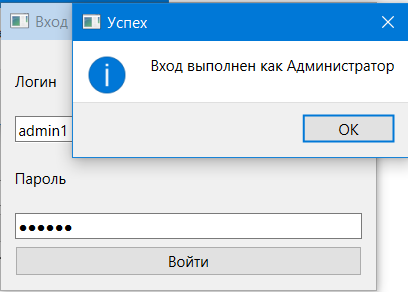 Вход
Успех
Вход выполнен как Администратор
OK
Логин
admin1
Пароль
Войти